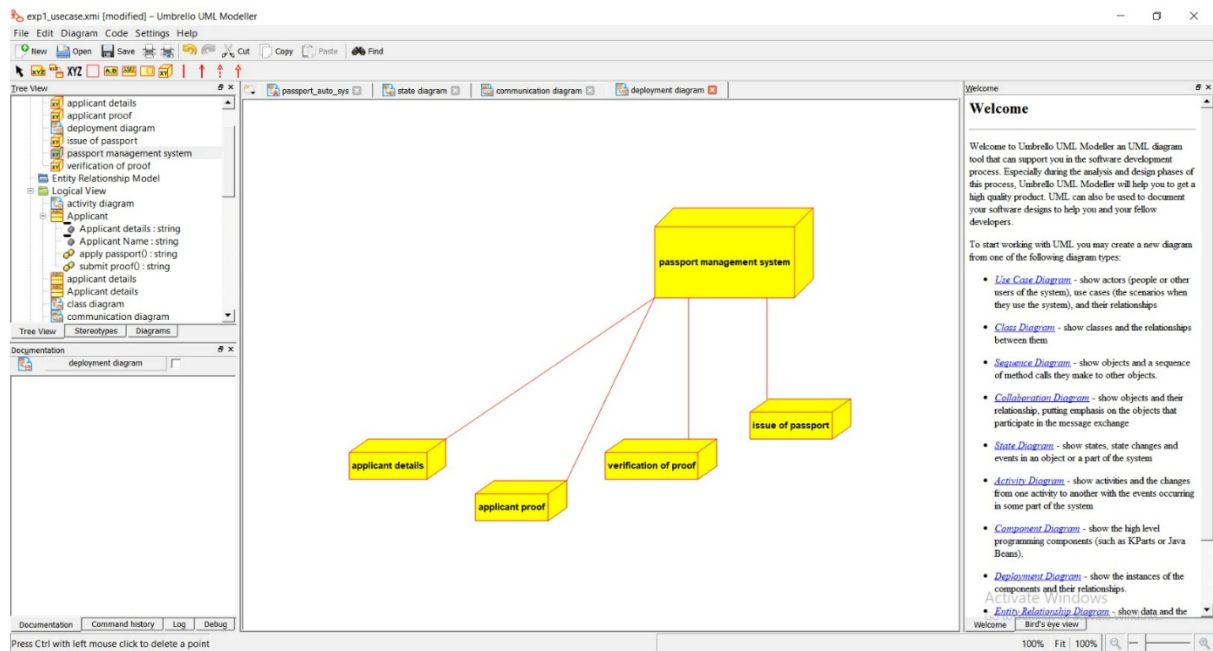 exp1_usecase.xmi [modified] – Umbrello UML Modeller
File Edit Diagram Code Settings Help
New Open Save Cut Copy Paste Find
XYZ A.B
Tree View
applicant details
applicant proof
deployment diagram
issue of passport
passport management system
verification of proof
Entity Relationship Model
Logical View
activity diagram
Applicant
Applicant details : string
Applicant Name : string
apply passport() : string
submit proof() : string
applicant details
Applicant details
class diagram
communication diagram
Tree View Stereotypes Diagrams
Documentation
deployment diagram
Documentation Command history Log Debug
Press Ctrl with left mouse click to delete a point
passport_auto_sys state diagram communication diagram deployment diagram
passport management system
issue of passport
applicant details
verification of proof
applicant proof
Welcome
Welcome
Welcome to Umbrello UML Modeller an UML diagram
tool that can support you in the software development
process. Especially during the analysis and design phases of
this process, Umbrello UML Modeller will help you to get a
high quality product. UML can also be used to document
your software designs to help you and your fellow
developers.
To start working with UML you may create a new diagram
from one of the following diagram types:
• Use Case Diagram - show actors (people or other
users of the system), use cases (the scenarios when
they use the system), and their relationships
• Class Diagram - show classes and the relationships
between them
• Sequence Diagram - show objects and a sequence
of method calls they make to other objects.
• Collaboration Diagram - show objects and their
relationship, putting emphasis on the objects that
participate in the message exchange
• State Diagram - show states, state changes and
events in an object or a part of the system
• Activity Diagram - show activities and the changes
from one activity to another with the events occurring
in some part of the system
• Component Diagram - show the high level
programming components (such as KParts or Java
Beans).
• Deployment Diagram - show the instances of the
components and their relationships.
Activate Windows
• Entity Relationship Diagram - show data and the
Welcome Bird's eye view
100% Fit 100%